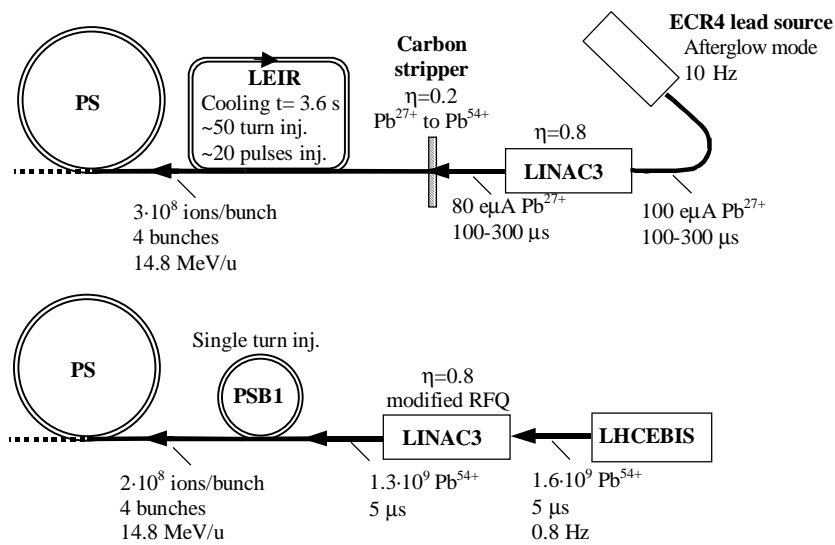 ECR4 lead source
Afterglow mode
10 Hz
Carbon
stripper
η=0.2
Pb²⁷⁺ to Pb⁵⁴⁺
LEIR
Cooling t= 3.6 s
~50 turn inj.
~20 pulses inj.
PS
η=0.8
LINAC3
3·10⁸ ions/bunch
4 bunches
14.8 MeV/u
80 eμA Pb²⁷⁺
100-300 μs
100 eμA Pb²⁷⁺
100-300 μs
Single turn inj.
PS
PSB1
η=0.8
modified RFQ
LINAC3
LHCEBIS
2·10⁸ ions/bunch
4 bunches
14.8 MeV/u
1.3·10⁹ Pb⁵⁴⁺
5 μs
1.6·10⁹ Pb⁵⁴⁺
5 μs
0.8 Hz